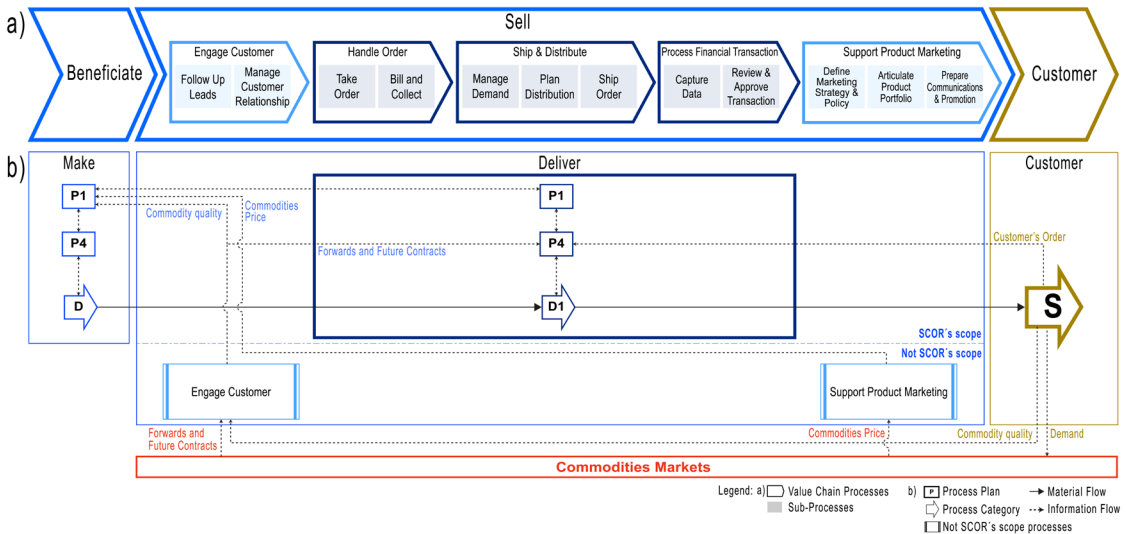 a)
Sell
Beneficiate
Engage Customer
Follow Up
Leads
Manage
Customer
Relationship
Handle Order
Take
Order
Bill and
Collect
Ship & Distribute
Manage
Demand
Plan
Distribution
Ship
Order
Process Financial Transaction
Capture
Data
Review &
Approve
Transaction
Support Product Marketing
Define
Marketing
Strategy &
Policy
Articulate
Product
Portfolio
Prepare
Communications
& Promotion
Customer
b)
Make
Deliver
Customer
P1
P1
Commodity quality
Commodities
Price
P4
Forwards and Future Contracts
P4
Customer's Order
D
D1
S
SCOR´s scope
Not SCOR´s scope
Engage Customer
Support Product Marketing
Forwards and
Future Contracts
Commodities Price
Commodity quality
Demand
Commodities Markets
Legend: a)
Value Chain Processes
Sub-Processes
b)
P
Process Plan
Process Category
Not SCOR´s scope processes
Material Flow
Information Flow